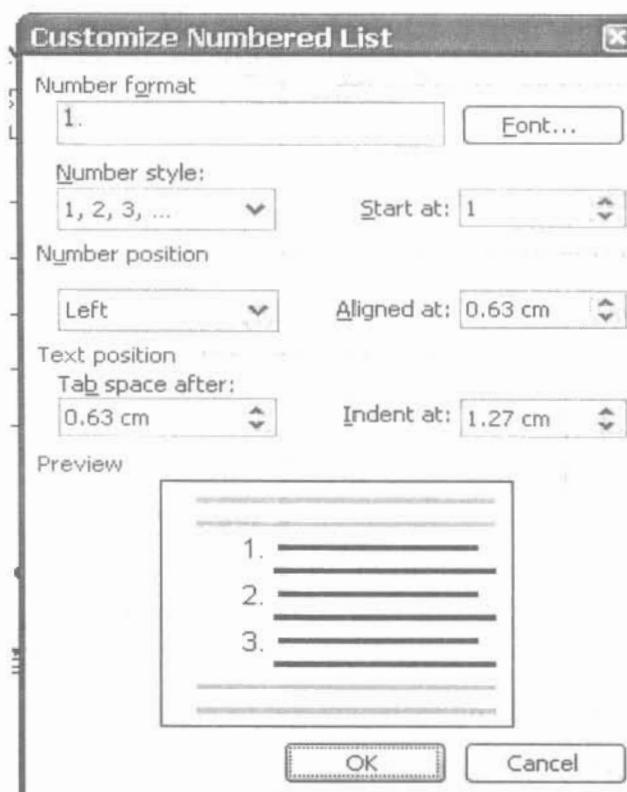 Customize Numbered List
Number format
1.
Font...
Number style:
1, 2, 3, ...
Start at: 1
Number position
Left
Aligned at: 0.63 cm
Text position
Tab space after:
0.63 cm
Indent at: 1.27 cm
Preview
1.
2.
3.
OK Cancel